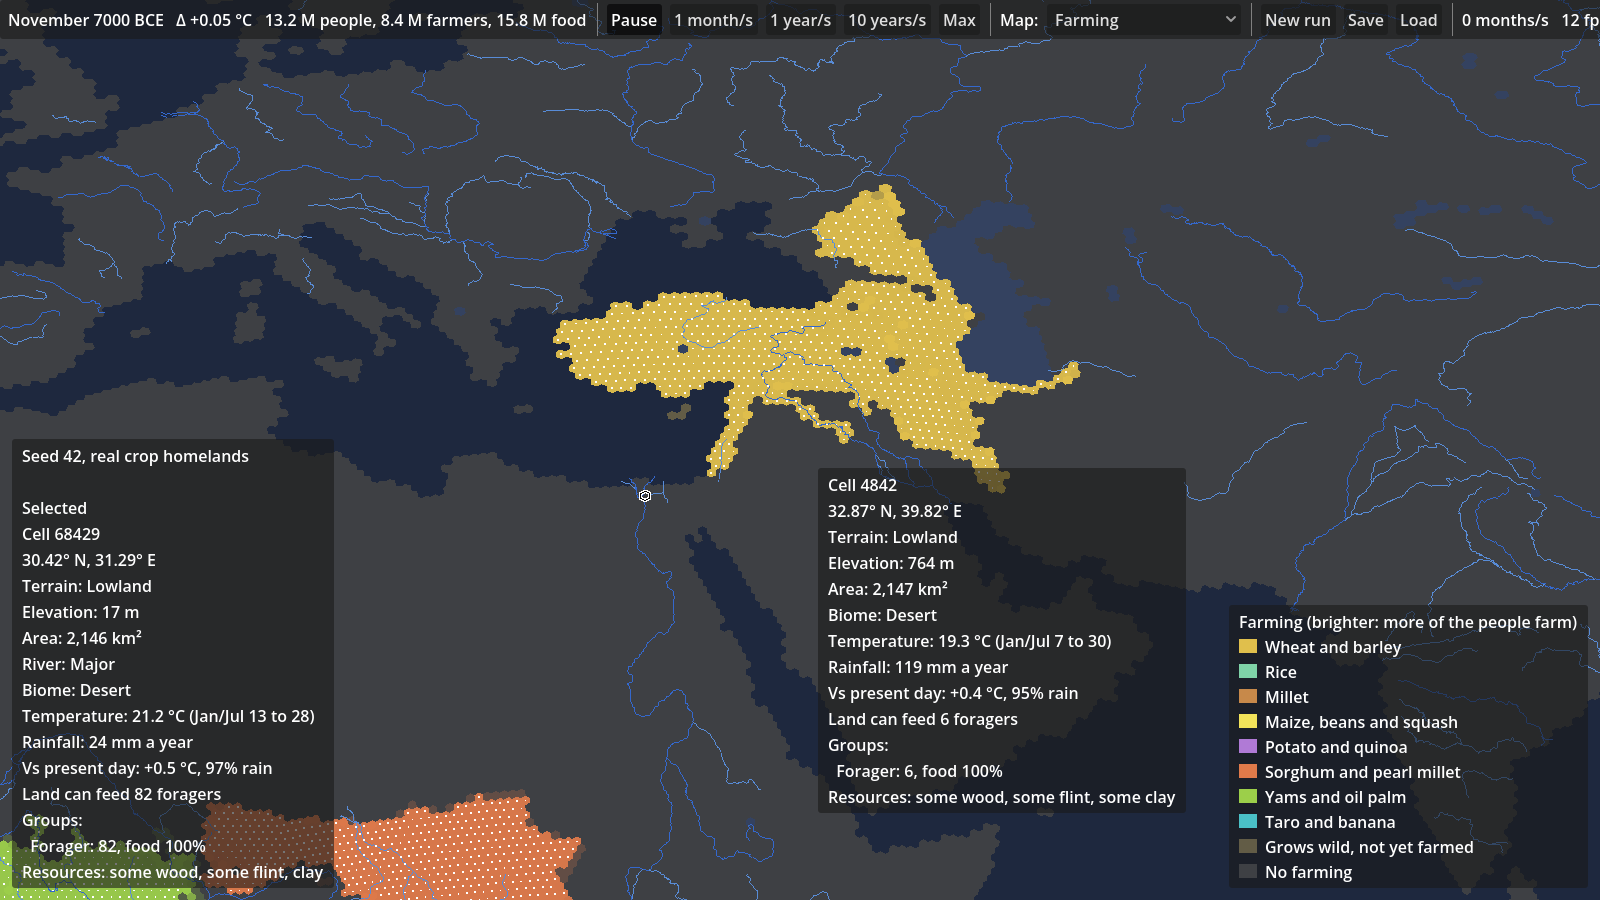 November 7000 BCE Δ +0.05 °C 13.2 M people, 8.4 M farmers, 15.8 M food Pause 1 month/s 1 year/s 10 years/s Max Map: Farming New run Save Load 0 months/s 12 fp
Seed 42, real crop homelands
Selected
Cell 68429
30.42° N, 31.29° E
Terrain: Lowland
Elevation: 17 m
Area: 2,146 km²
River: Major
Biome: Desert
Temperature: 21.2 °C (Jan/Jul 13 to 28)
Rainfall: 24 mm a year
Vs present day: +0.5 °C, 97% rain
Land can feed 82 foragers
Groups:
Forager: 82, food 100%
Resources: some wood, some flint, clay
Cell 4842
32.87° N, 39.82° E
Terrain: Lowland
Elevation: 764 m
Area: 2,147 km²
Biome: Desert
Temperature: 19.3 °C (Jan/Jul 7 to 30)
Rainfall: 119 mm a year
Vs present day: +0.4 °C, 95% rain
Land can feed 6 foragers
Groups:
Forager: 6, food 100%
Resources: some wood, some flint, some clay
Farming (brighter: more of the people farm)
Wheat and barley
Rice
Millet
Maize, beans and squash
Potato and quinoa
Sorghum and pearl millet
Yams and oil palm
Taro and banana
Grows wild, not yet farmed
No farming